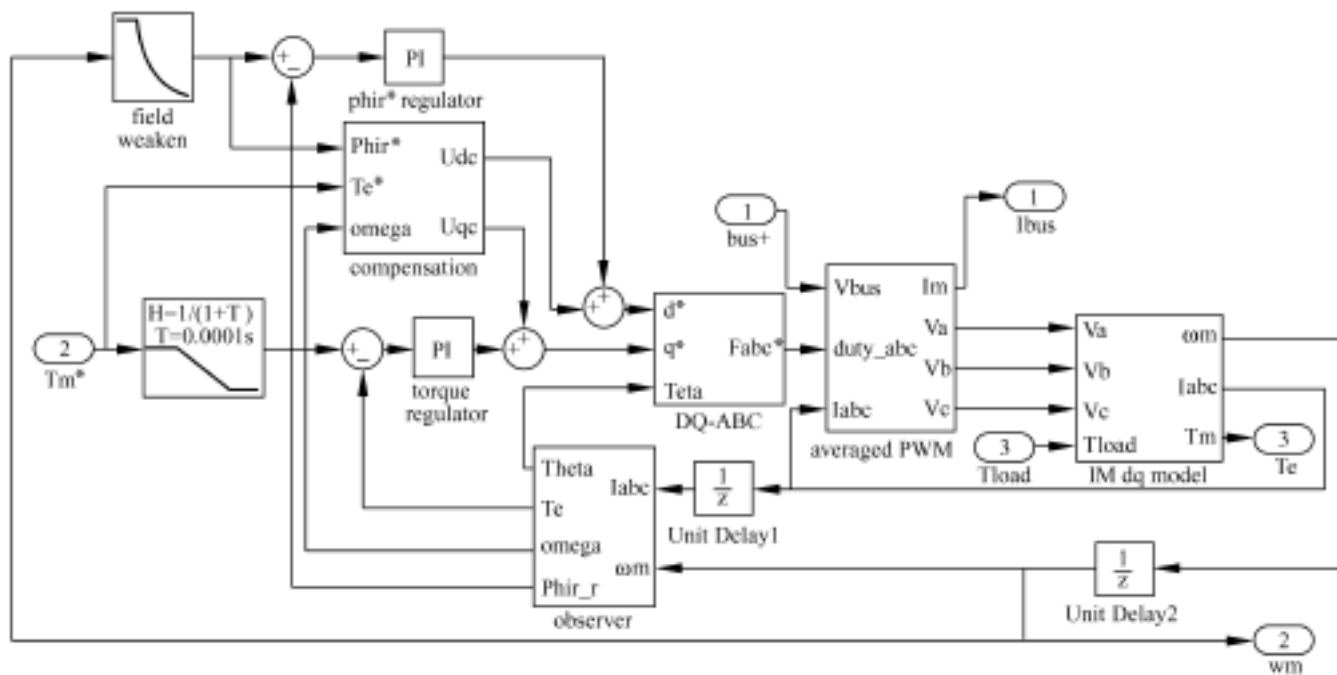 field
weaken
+
−
PI
phir* regulator
Phir*
Te*
omega
Udc
Uqc
compensation
2
Tm*
H=1/(1+T )
T=0.0001s
+
−
PI
torque
regulator
+
+
+
+
d*
q*
Teta
Fabc*
DQ-ABC
1
bus+
Vbus
duty_abc
Iabc
Im
Va
Vb
Vc
averaged PWM
1
Ibus
3
Tload
Va
Vb
Vc
Tload
ωm
Iabc
Tm
IM dq model
3
Te
Theta
Te
omega
Phir_r
Iabc
ωm
observer
1
z
Unit Delay1
1
z
Unit Delay2
2
wm